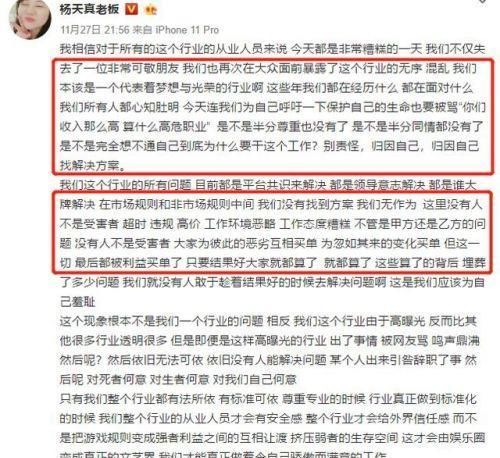 杨天真老板
11月27日 21:56 来自 iPhone 11 Pro
我相信对于所有的这个行业的从业人员来说 今天都是非常糟糕的一天 我们不仅失
去了一位非常可敬朋友 我们也再次在大众面前暴露了这个行业的无序 混乱 我们
本该是一个代表着梦想与光荣的行业啊 这些年我们都在经历什么 都在面对什么
我们所有人都心知肚明 今天连我们为自己呼吁一下保护自己的生命也要被骂“你们
收入那么高 算什么高危职业” 是不是半分尊重也没有了 是不是半分同情都没有了
是不是完全想不通自己到底为什么要干这个工作？别责怪，归因自己，归因自己
找解决方案。
我们这个行业的所有问题 目前都是平台共识来解决 都是领导意志解决 都是谁大
牌解决 在市场规则和非市场规则中间 我们没有找到方案 我们无作为 这里没有人
不是受害者 超时 违规 高价 工作环境恶略 工作态度糟糕 不管是甲方还是乙方的问
题 没有人不是受害者 大家为彼此的恶劣互相买单 为忽如其来的变化买单 但这一
切 最后都被利益买单了 只要结果好大家就都算了 就都算了 这些算了的背后 埋葬
了多少问题 我们就没有人敢于趁着结果好的时候去解决问题啊 这是我们应该为自
己羞耻
这个现象根本不是我们一个行业的问题 相反 我们这个行业由于高曝光 反而比其
他很多行业透明很多 但是即便是这样高曝光的行业 出了事情 被网友骂 鸣声鼎沸
然后呢？然后依旧无法可依 依旧没有人能解决问题 某个人出来引咎辞职了事 然
后呢 对死者何意 对生者何意 对我们自己何意
只有我们整个行业都有法所依 有标准可依 尊重专业的时候 行业真正做到标准化
的时候 我们整个行业的从业人员才会有安全感 整个行业才会给外界信任感 而不
是把游戏规则变成强者利益之间的互相让渡 挤压弱者的生存空间 这才由娱乐圈
变成真正的文艺界 我们才能真正做着令自己骄傲而满意的工作